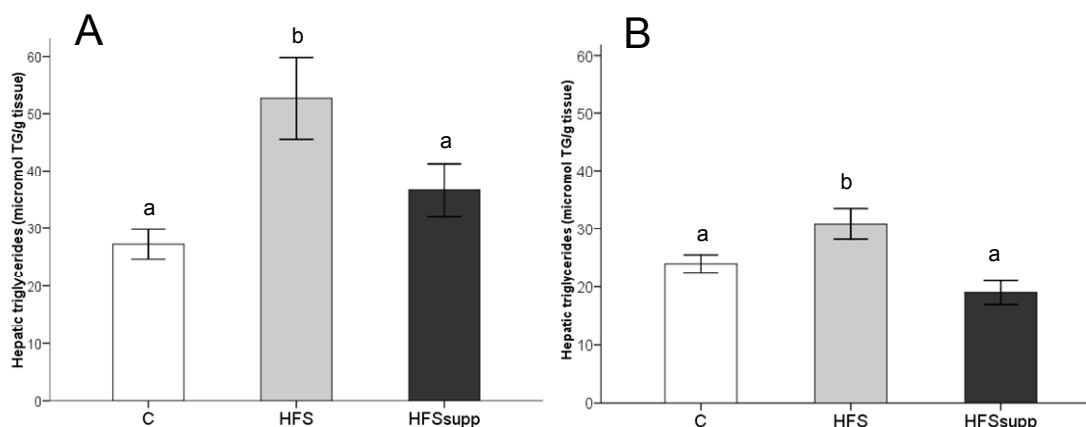 A
Hepatic triglycerides (micromol TG/g tissue)
60
50
40
30
20
10
0
a
b
a
C
HFS
HFSsupp
B
Hepatic triglycerides (micromol TG/g tissue)
60
50
40
30
20
10
0
a
b
a
C
HFS
HFSsupp